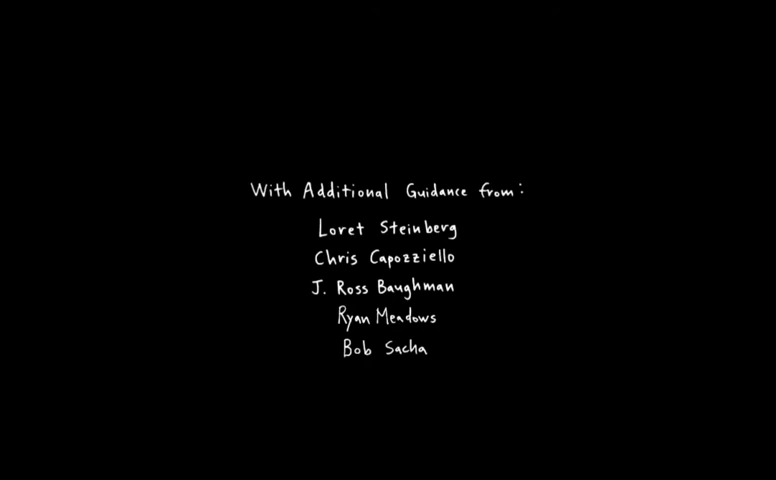 With Additional Guidance from:
Loret Steinberg
Chris Capozziello
J. Ross Baughman
Ryan Meadows
Bob Sacha